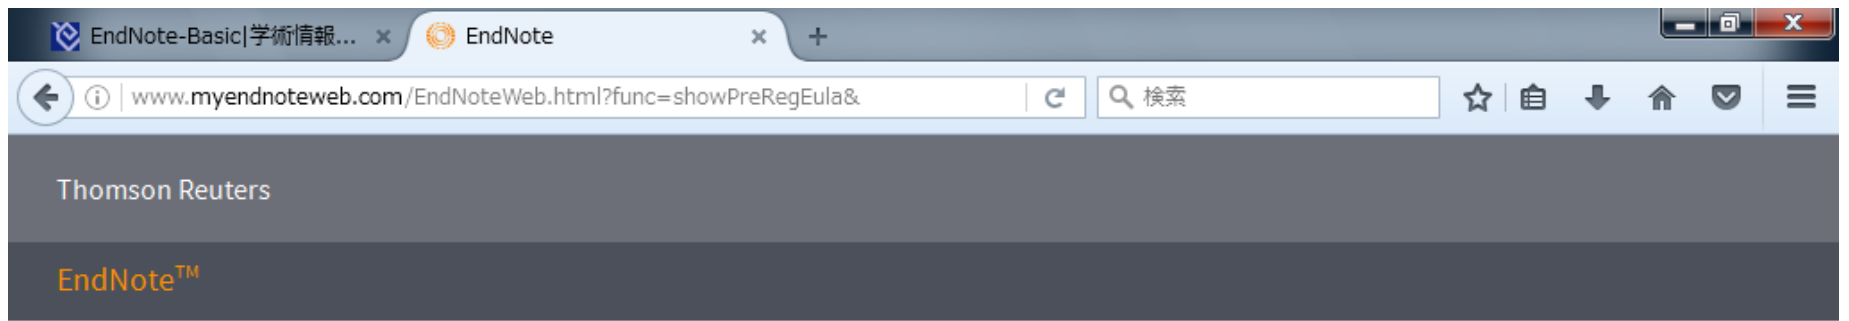 EndNote-Basic|学術情報...
EndNote
www.myendnoteweb.com/EndNoteWeb.html?func=showPreRegEula&
検索
Thomson Reuters
EndNote™